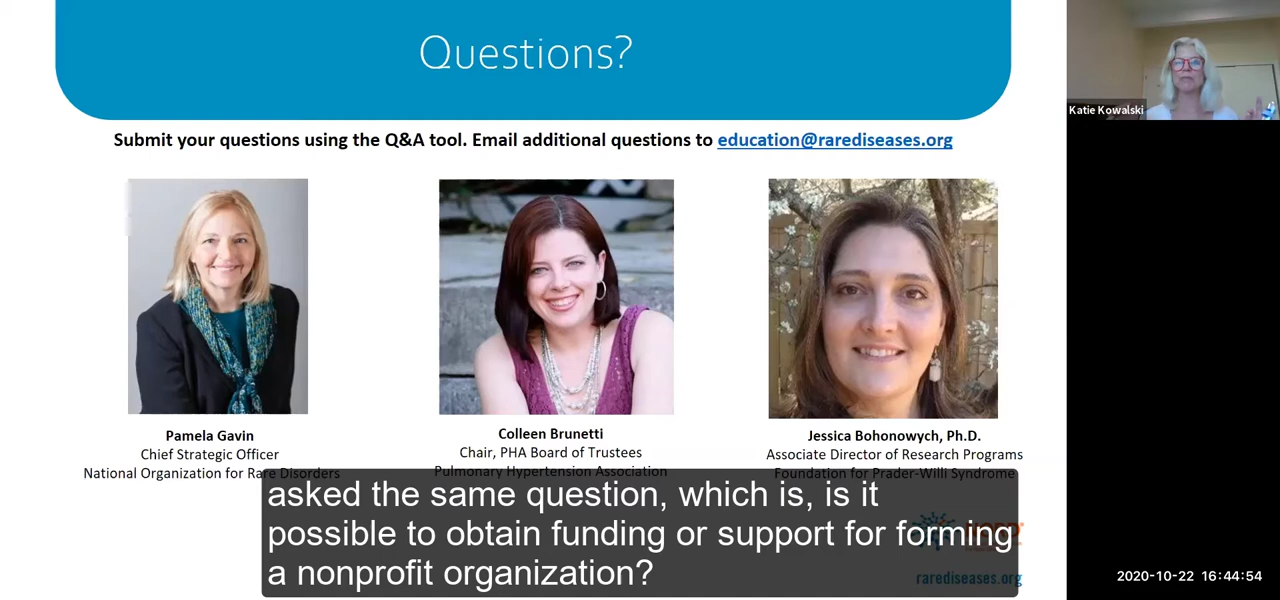 Questions?
Submit your questions using the Q&A tool. Email additional questions to education@rarediseases.org
Katie Kowalski
Pamela Gavin
Chief Strategic Officer
National Organization for Rare Disorders
Colleen Brunetti
Chair, PHA Board of Trustees
Pulmonary Hypertension Association
Jessica Bohonowych, Ph.D.
Associate Director of Research Programs
Foundation for Prader-Willi Syndrome
asked the same question, which is, is it
possible to obtain funding or support for forming
a nonprofit organization?
rarediseases.org
2020-10-22 16:44:54